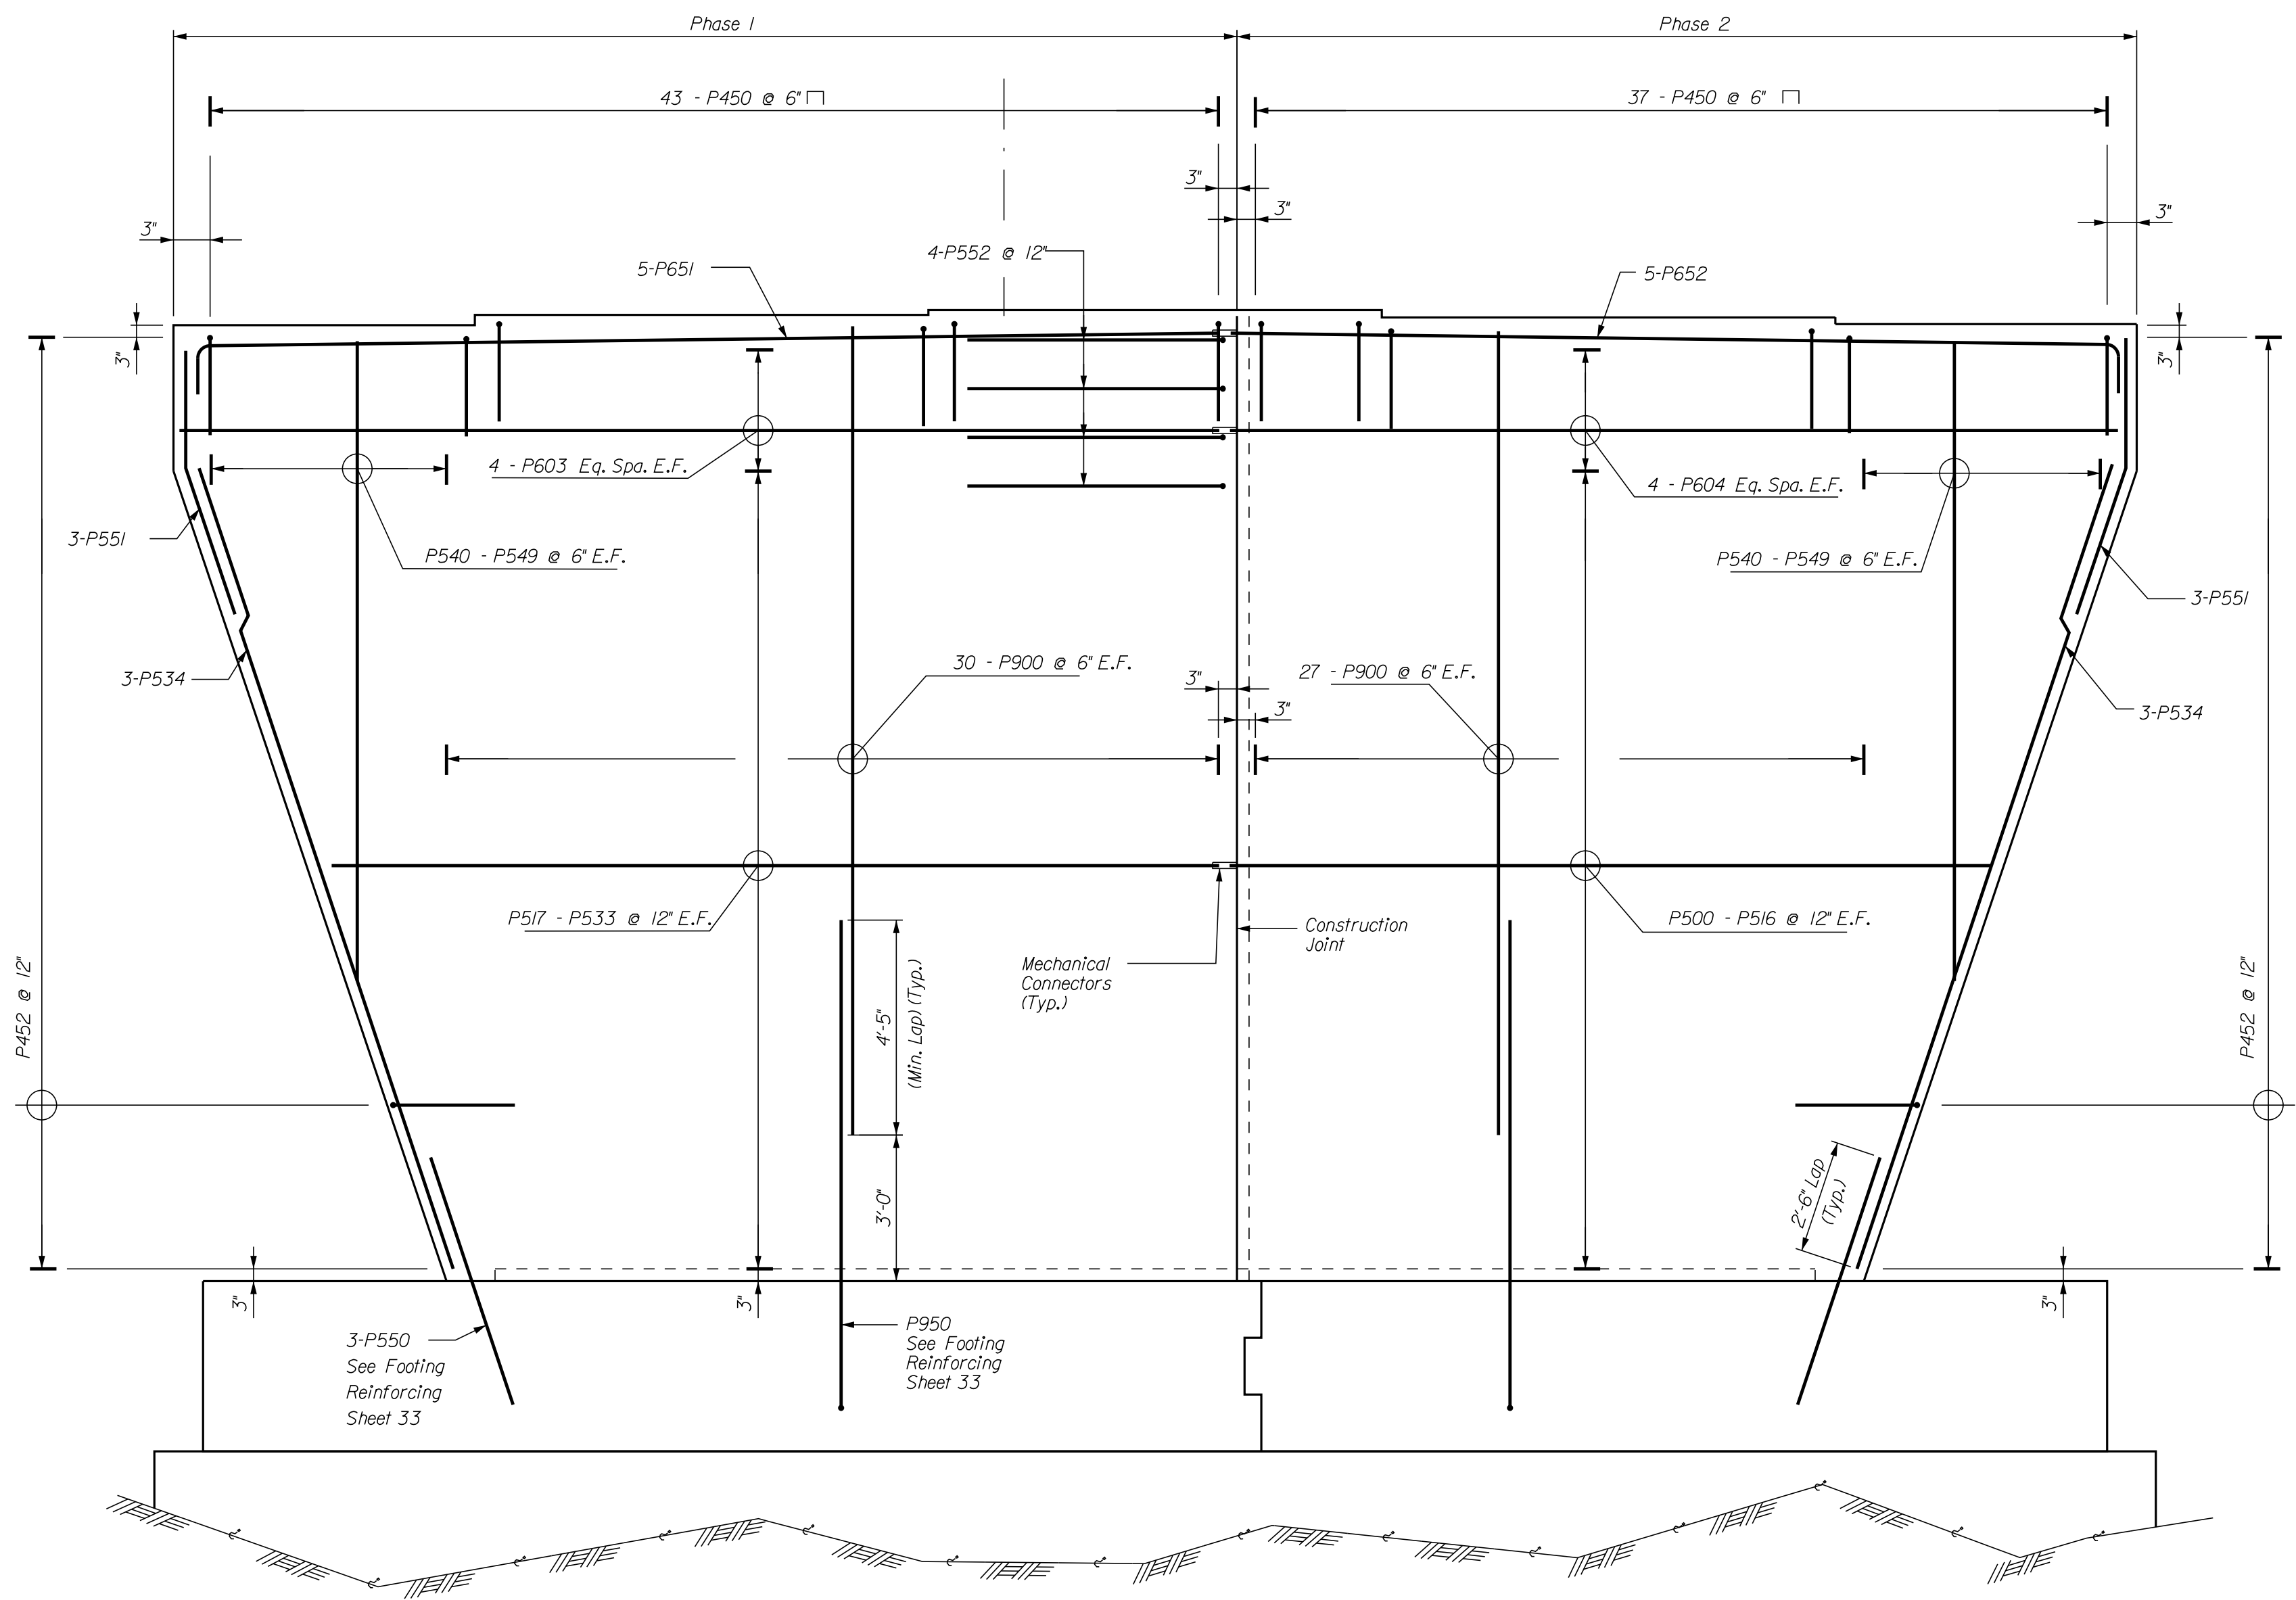 Phase 1
Phase 2
43 - P450 @ 6"
37 - P450 @ 6"
3"
3"
3"
3"
4-P552 @ 12"
5-P651
5-P652
3"
3"
4 - P603 Eq. Spa. E.F.
4 - P604 Eq. Spa. E.F.
3-P551
P540 - P549 @ 6" E.F.
P540 - P549 @ 6" E.F.
3-P551
3-P534
30 - P900 @ 6" E.F.
3"
27 - P900 @ 6" E.F.
3"
3-P534
P517 - P533 @ 12" E.F.
P500 - P516 @ 12" E.F.
Construction
Joint
Mechanical
Connectors
(Typ.)
P452 @ 12"
4'-5"
(Min. Lap) (Typ.)
P452 @ 12"
3'-0"
2'-6" Lap
(Typ.)
3"
3"
3"
3-P550
See Footing
Reinforcing
Sheet 33
P950
See Footing
Reinforcing
Sheet 33